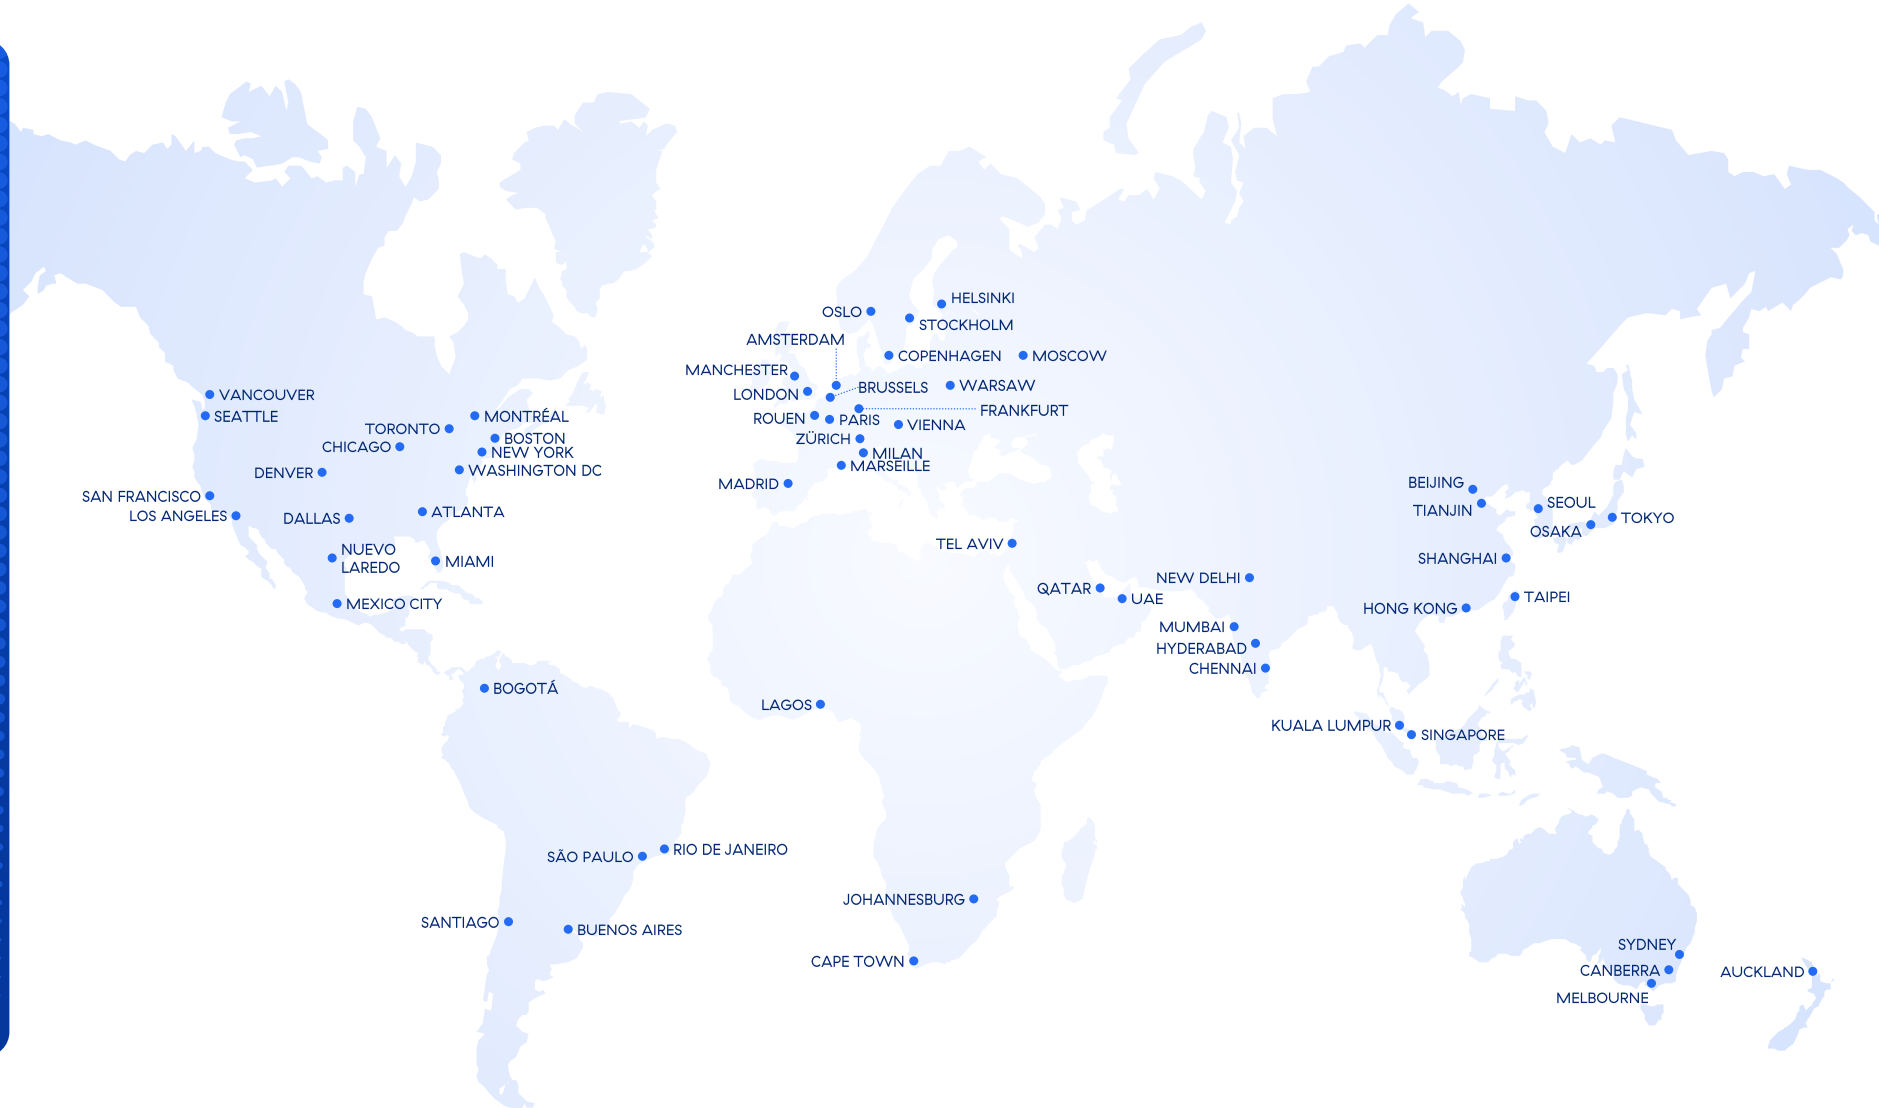 HELSINKI
OSLO
STOCKHOLM
AMSTERDAM
COPENHAGEN
MOSCOW
MANCHESTER
BRUSSELS
WARSAW
LONDON
FRANKFURT
ROUEN
PARIS
VIENNA
ZÜRICH
MILAN
MARSEILLE
MADRID
VANCOUVER
SEATTLE
MONTRÉAL
TORONTO
BOSTON
CHICAGO
NEW YORK
DENVER
WASHINGTON DC
SAN FRANCISCO
LOS ANGELES
DALLAS
ATLANTA
NUEVO
LAREDO
MIAMI
MEXICO CITY
BOGOTÁ
SÃO PAULO
RIO DE JANEIRO
SANTIAGO
BUENOS AIRES
TEL AVIV
QATAR
UAE
LAGOS
JOHANNESBURG
CAPE TOWN
NEW DELHI
MUMBAI
HYDERABAD
CHENNAI
BEIJING
TIANJIN
SEOUL
TOKYO
OSAKA
SHANGHAI
TAIPEI
HONG KONG
KUALA LUMPUR
SINGAPORE
SYDNEY
CANBERRA
MELBOURNE
AUCKLAND